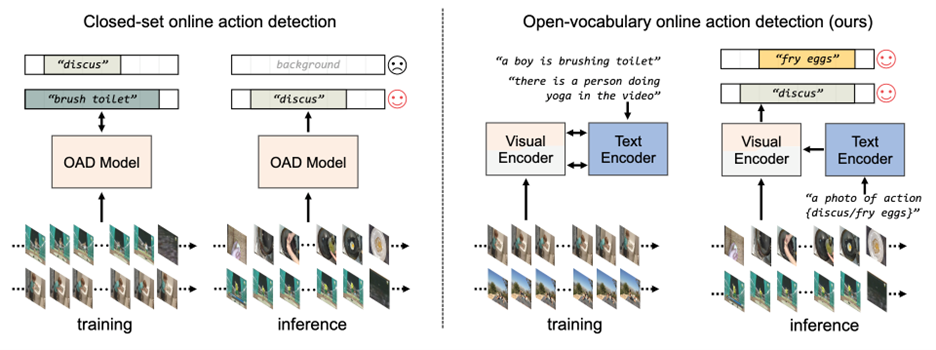 Closed-set online action detection
"discus"
"brush toilet"
OAD Model
training
background
"discus"
OAD Model
inference
Open-vocabulary online action detection (ours)
"a boy is brushing toilet"
"there is a person doing
yoga in the video"
Visual
Encoder
Text
Encoder
training
"fry eggs"
"discus"
Visual
Encoder
Text
Encoder
"a photo of action
{discus/fry eggs}"
inference